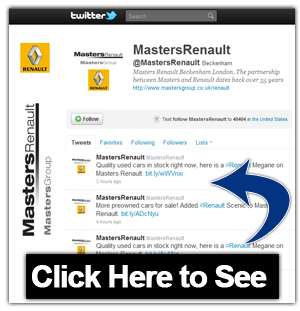 twitter
Search
RENAULT
MastersRenault
MastersGroup
MastersRenault
MastersGroup
RENAULT
MastersRenault
@MastersRenault Beckenham
Masters Renault Beckenham London. The partnership
between Masters and Renault dates back over 35 years
http://www.mastersgroup.co.uk/renault
Follow
Text follow MastersRenault to 40404 in the United States
Tweets Favorites Following Followers Lists
MastersRenault MastersRenault
Quality used cars in stock right now, here is a #Renault Megane on
Masters Renault. bit.ly/wWVnxi
2 hours ago
MastersRenault MastersRenault
More preowned cars for sale! Added #Renault Scenic to Masters
Renault. bit.ly/ADcNyu
4 hours ago
MastersRenault MastersRenault
Quality used cars in stock right now, here is a #Renault Megane on
Click Here to See